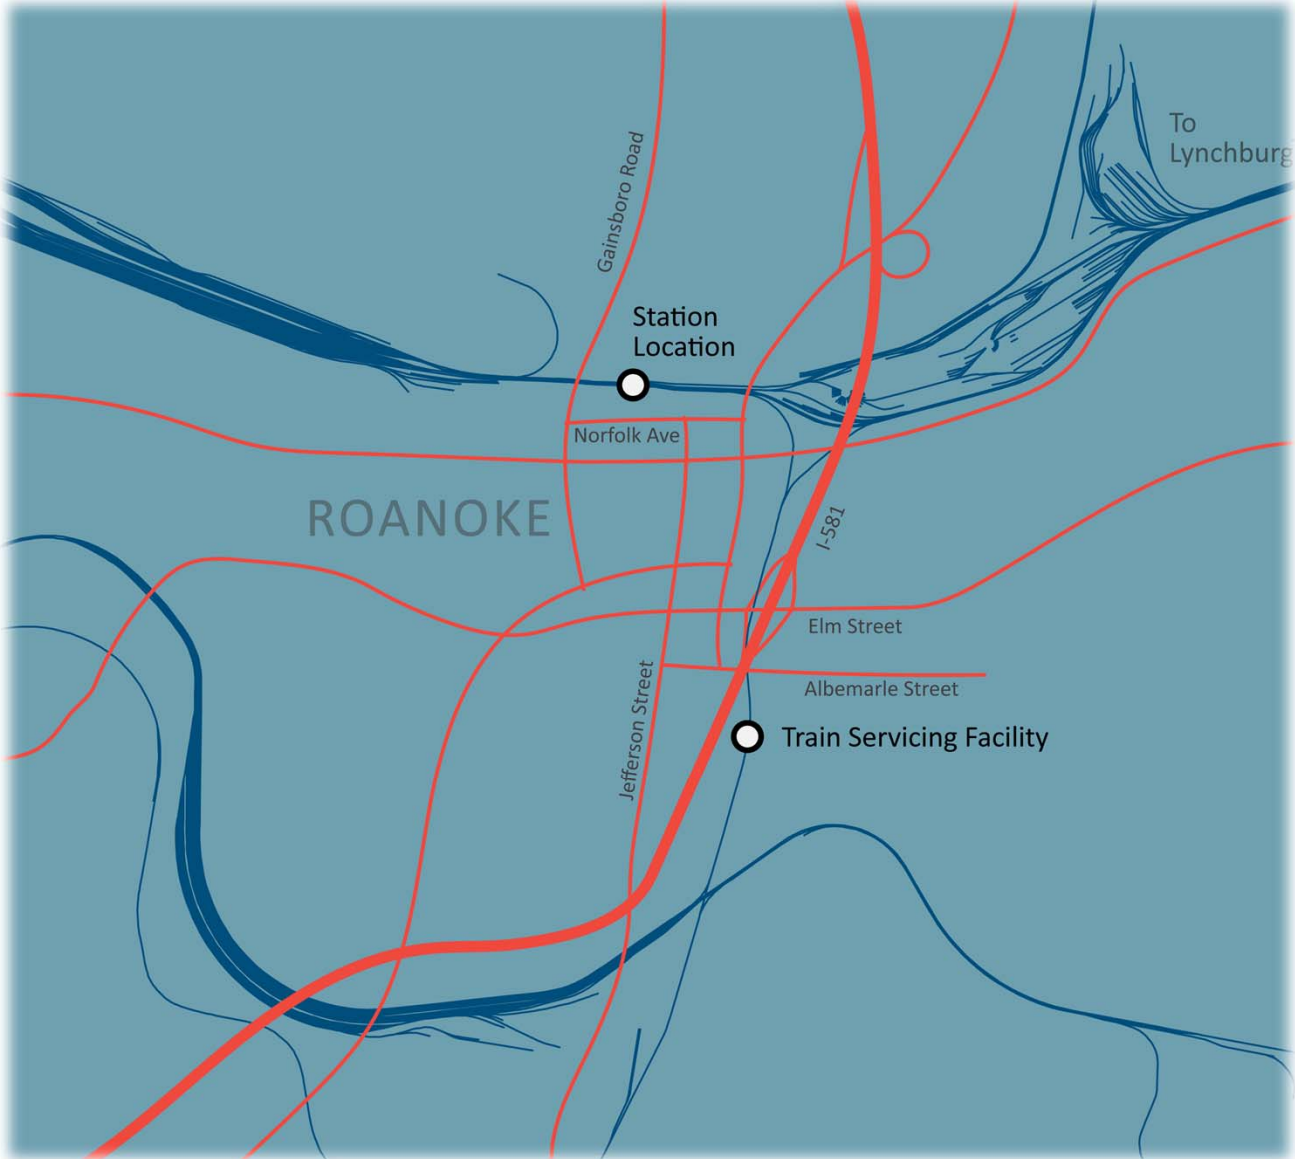 To
Lynchburg
Gainsboro Road
Station
Location
Norfolk Ave
ROANOKE
I-581
Elm Street
Albemarle Street
Jefferson Street
Train Servicing Facility